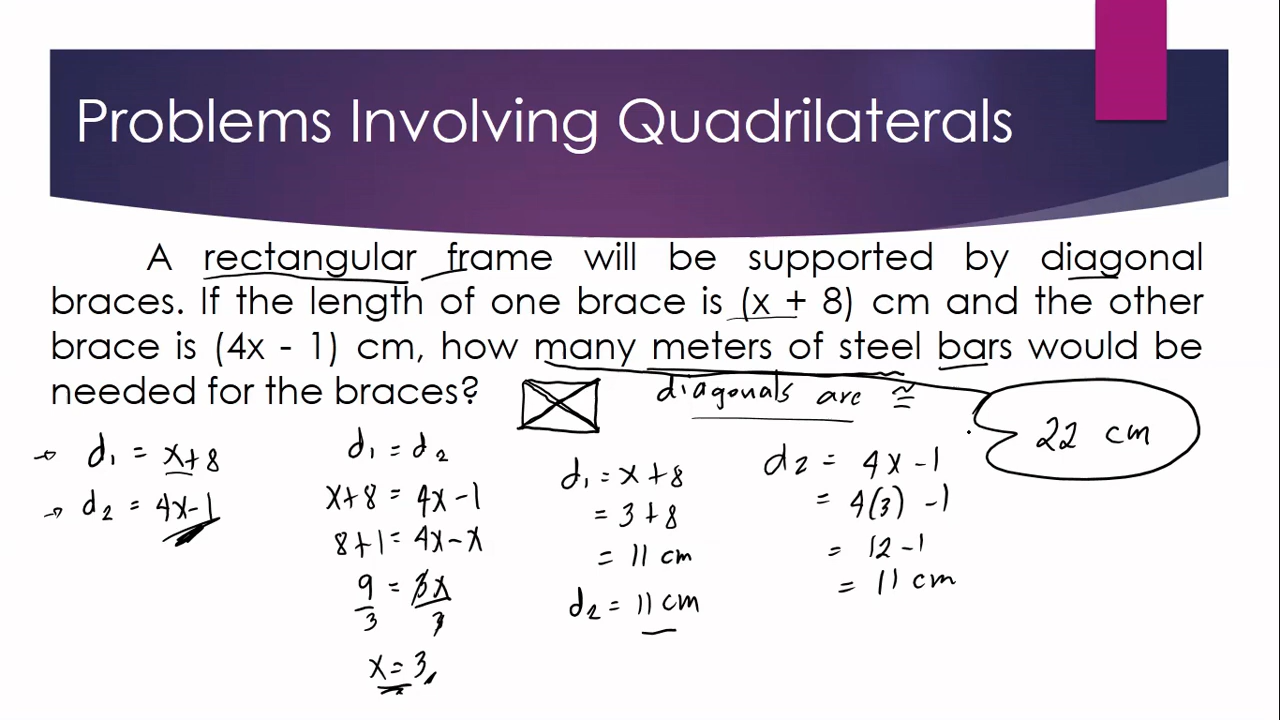 Problems Involving Quadrilaterals
A rectangular frame will be supported by diagonal
braces. If the length of one brace is (x + 8) cm and the other
brace is (4x - 1) cm, how many meters of steel bars would be
needed for the braces?
diagonals are ≅
22 cm
d₁ = x+8
d₂ = 4x-1
d₁ = d₂
x+8 = 4x-1
8+1 = 4x-x
9 = 3x
3 3
x = 3
d₁ = x+8
= 3+8
= 11 cm
d₂ = 11 cm
d₂ = 4x-1
= 4(3) -1
= 12-1
= 11 cm